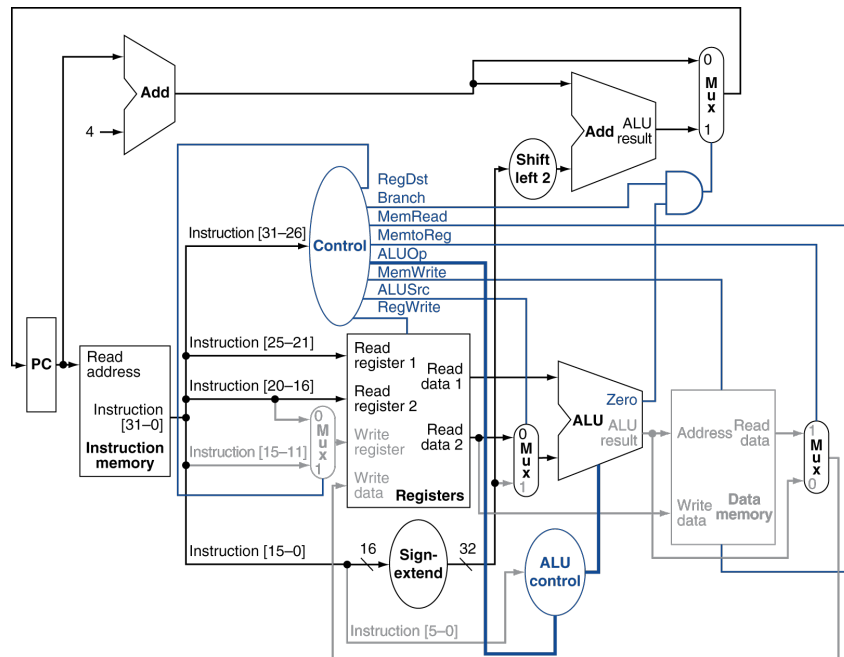 Add
4
Add
ALU
result
0
Mux
1
Shift
left 2
RegDst
Branch
MemRead
MemtoReg
ALUOp
MemWrite
ALUSrc
RegWrite
Control
Instruction [31–26]
PC
Read
address
Instruction
[31–0]
Instruction
memory
Instruction [25–21]
Instruction [20–16]
Instruction [15–11]
Instruction [15–0]
0
Mux
1
Read
register 1
Read
register 2
Write
register
Write
data
Read
data 1
Read
data 2
Registers
0
Mux
1
Zero
ALU
ALU
result
Address
Read
data
Write
data
Data
memory
1
Mux
0
16
Sign-
extend
32
ALU
control
Instruction [5–0]